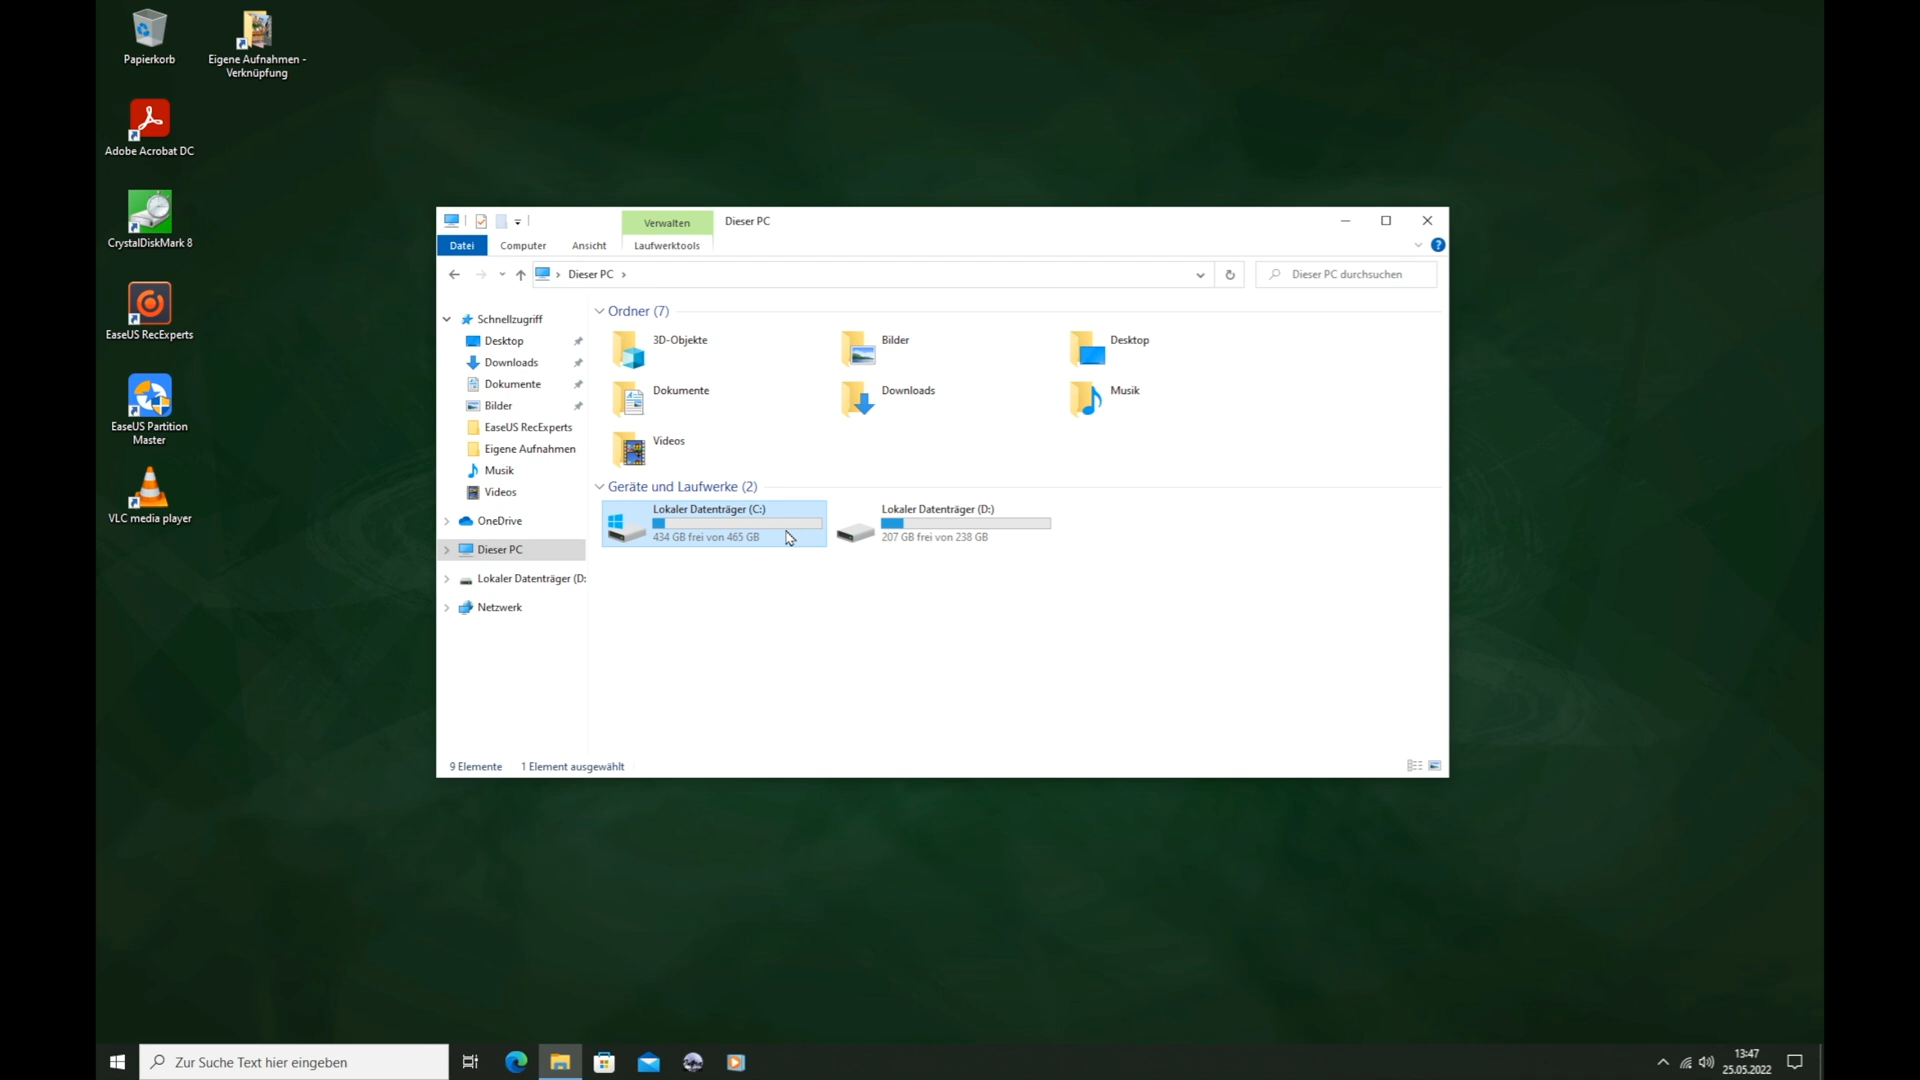 Papierkorb
Eigene Aufnahmen -
Verknüpfung
Adobe Acrobat DC
CrystalDiskMark 8
EaseUS RecExperts
EaseUS Partition
Master
VLC media player
Verwalten
Dieser PC
Datei
Computer
Ansicht
Laufwerktools
?
Dieser PC
Dieser PC durchsuchen
Schnellzugriff
Desktop
Downloads
Dokumente
Bilder
EaseUS RecExperts
Eigene Aufnahmen
Musik
Videos
OneDrive
Dieser PC
Lokaler Datenträger (D:
Netzwerk
Ordner (7)
3D-Objekte
Bilder
Desktop
Dokumente
Downloads
Musik
Videos
Geräte und Laufwerke (2)
Lokaler Datenträger (C:)
434 GB frei von 465 GB
Lokaler Datenträger (D:)
207 GB frei von 238 GB
9 Elemente
1 Element ausgewählt
Zur Suche Text hier eingeben
13:47
25.05.2022